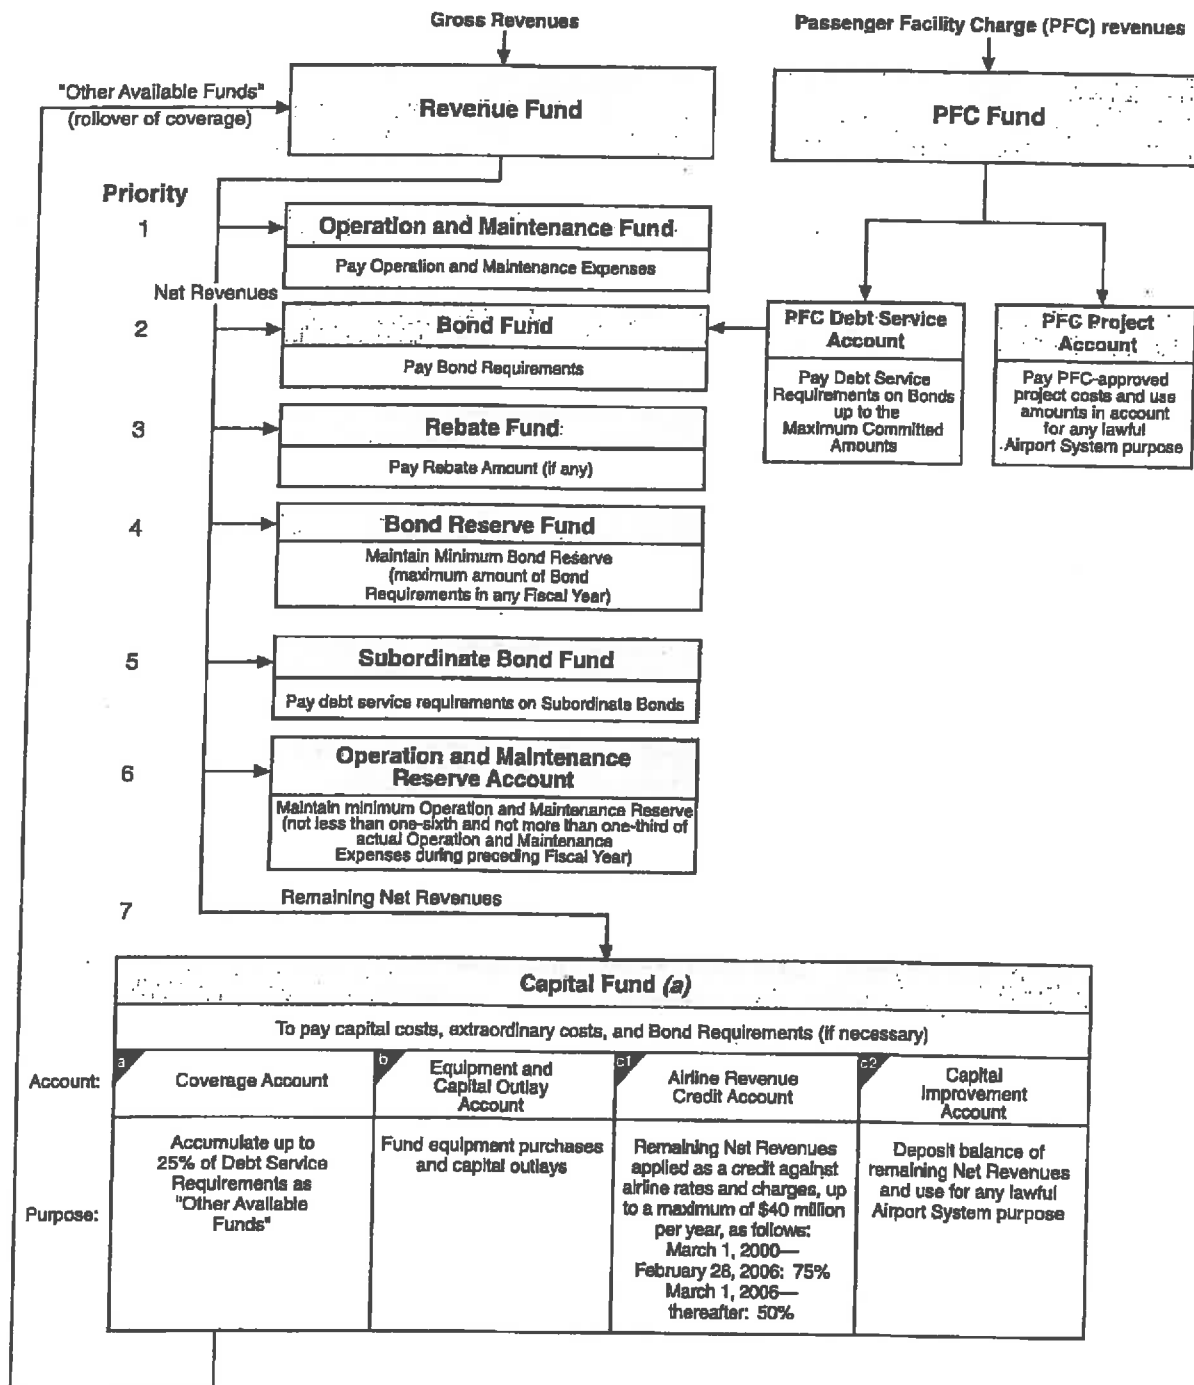 Gross Revenues
Passenger Facility Charge (PFC) revenues
"Other Available Funds"
(rollover of coverage)
Revenue Fund
PFC Fund
Priority
1
Operation and Maintenance Fund
Pay Operation and Maintenance Expenses
Net Revenues
2
Bond Fund
Pay Bond Requirements
PFC Debt Service
Account
Pay Debt Service
Requirements on Bonds
up to the
Maximum Committed
Amounts
PFC Project
Account
Pay PFC-approved
project costs and use
amounts in account
for any lawful
Airport System purpose
3
Rebate Fund
Pay Rebate Amount (if any)
4
Bond Reserve Fund
Maintain Minimum Bond Reserve
(maximum amount of Bond
Requirements in any Fiscal Year)
5
Subordinate Bond Fund
Pay debt service requirements on Subordinate Bonds
6
Operation and Maintenance
Reserve Account
Maintain minimum Operation and Maintenance Reserve
(not less than one-sixth and not more than one-third of
actual Operation and Maintenance
Expenses during preceding Fiscal Year)
7
Remaining Net Revenues
Capital Fund (a)
To pay capital costs, extraordinary costs, and Bond Requirements (if necessary)
Account:
a
Coverage Account
b
Equipment and
Capital Outlay
Account
c1
Airline Revenue
Credit Account
c2
Capital
Improvement
Account
Purpose:
Accumulate up to
25% of Debt Service
Requirements as
"Other Available
Funds"
Fund equipment purchases
and capital outlays
Remaining Net Revenues
applied as a credit against
airline rates and charges, up
to a maximum of $40 million
per year, as follows:
March 1, 2000—
February 28, 2006: 75%
March 1, 2006—
thereafter: 50%
Deposit balance of
remaining Net Revenues
and use for any lawful
Airport System purpose